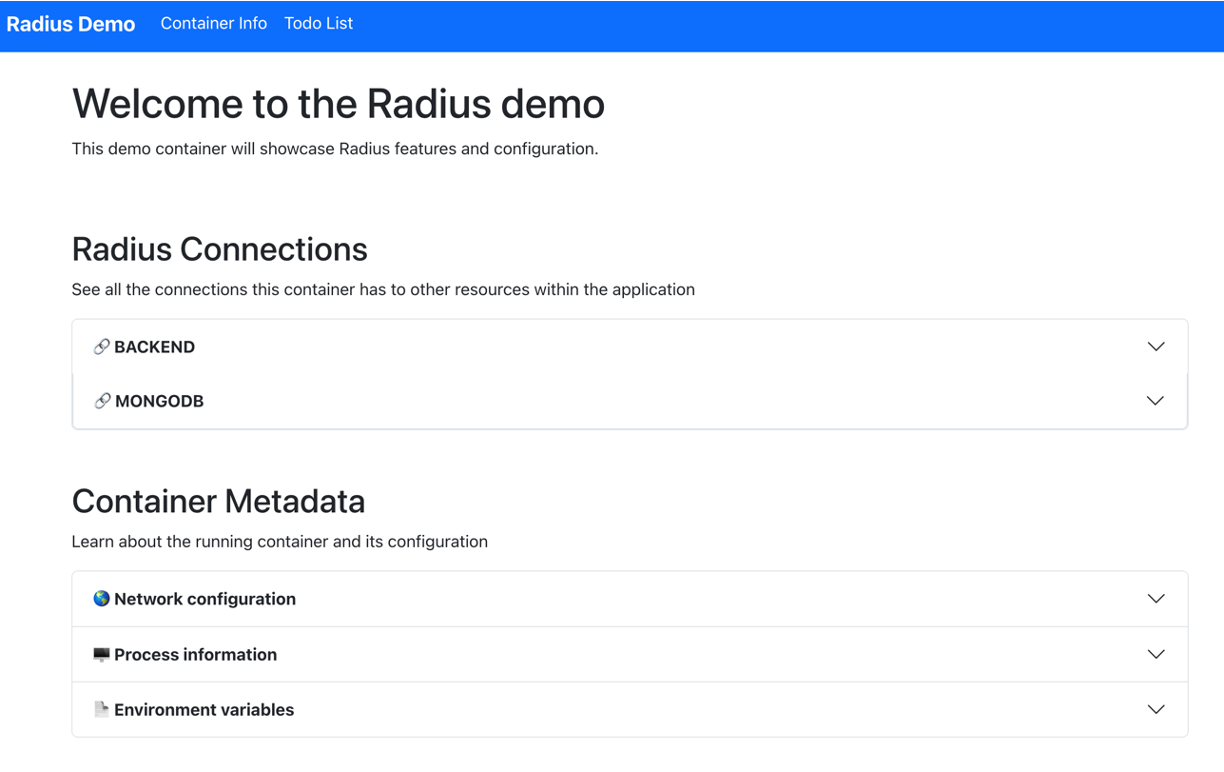 Radius Demo Container Info Todo List
Welcome to the Radius demo
This demo container will showcase Radius features and configuration.
Radius Connections
See all the connections this container has to other resources within the application
BACKEND
MONGODB
Container Metadata
Learn about the running container and its configuration
Network configuration
Process information
Environment variables